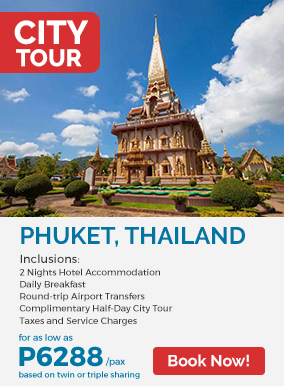 CITY
TOUR
PHUKET, THAILAND
Inclusions:
2 Nights Hotel Accommodation
Daily Breakfast
Round-trip Airport Transfers
Complimentary Half-Day City Tour
Taxes and Service Charges
for as low as
P6288/pax
based on twin or triple sharing
Book Now!